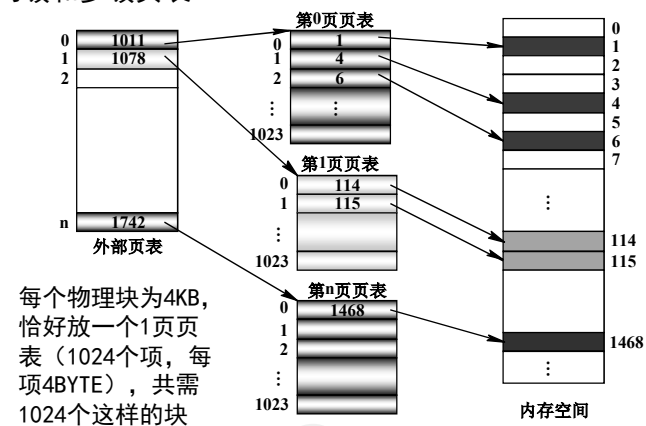 第0页页表
0 1011
1 1078
2
n 1742
外部页表
0 1
1 4
2 6
⋮ ⋮
1023
第1页页表
0 114
1 115
⋮
1023
第n页页表
0 1468
1
2
⋮
1023
0
1
2
3
4
5
6
7
⋮
114
115
1468
⋮
内存空间
每个物理块为4KB，
恰好放一个1页页
表（1024个项，每
项4BYTE），共需
1024个这样的块